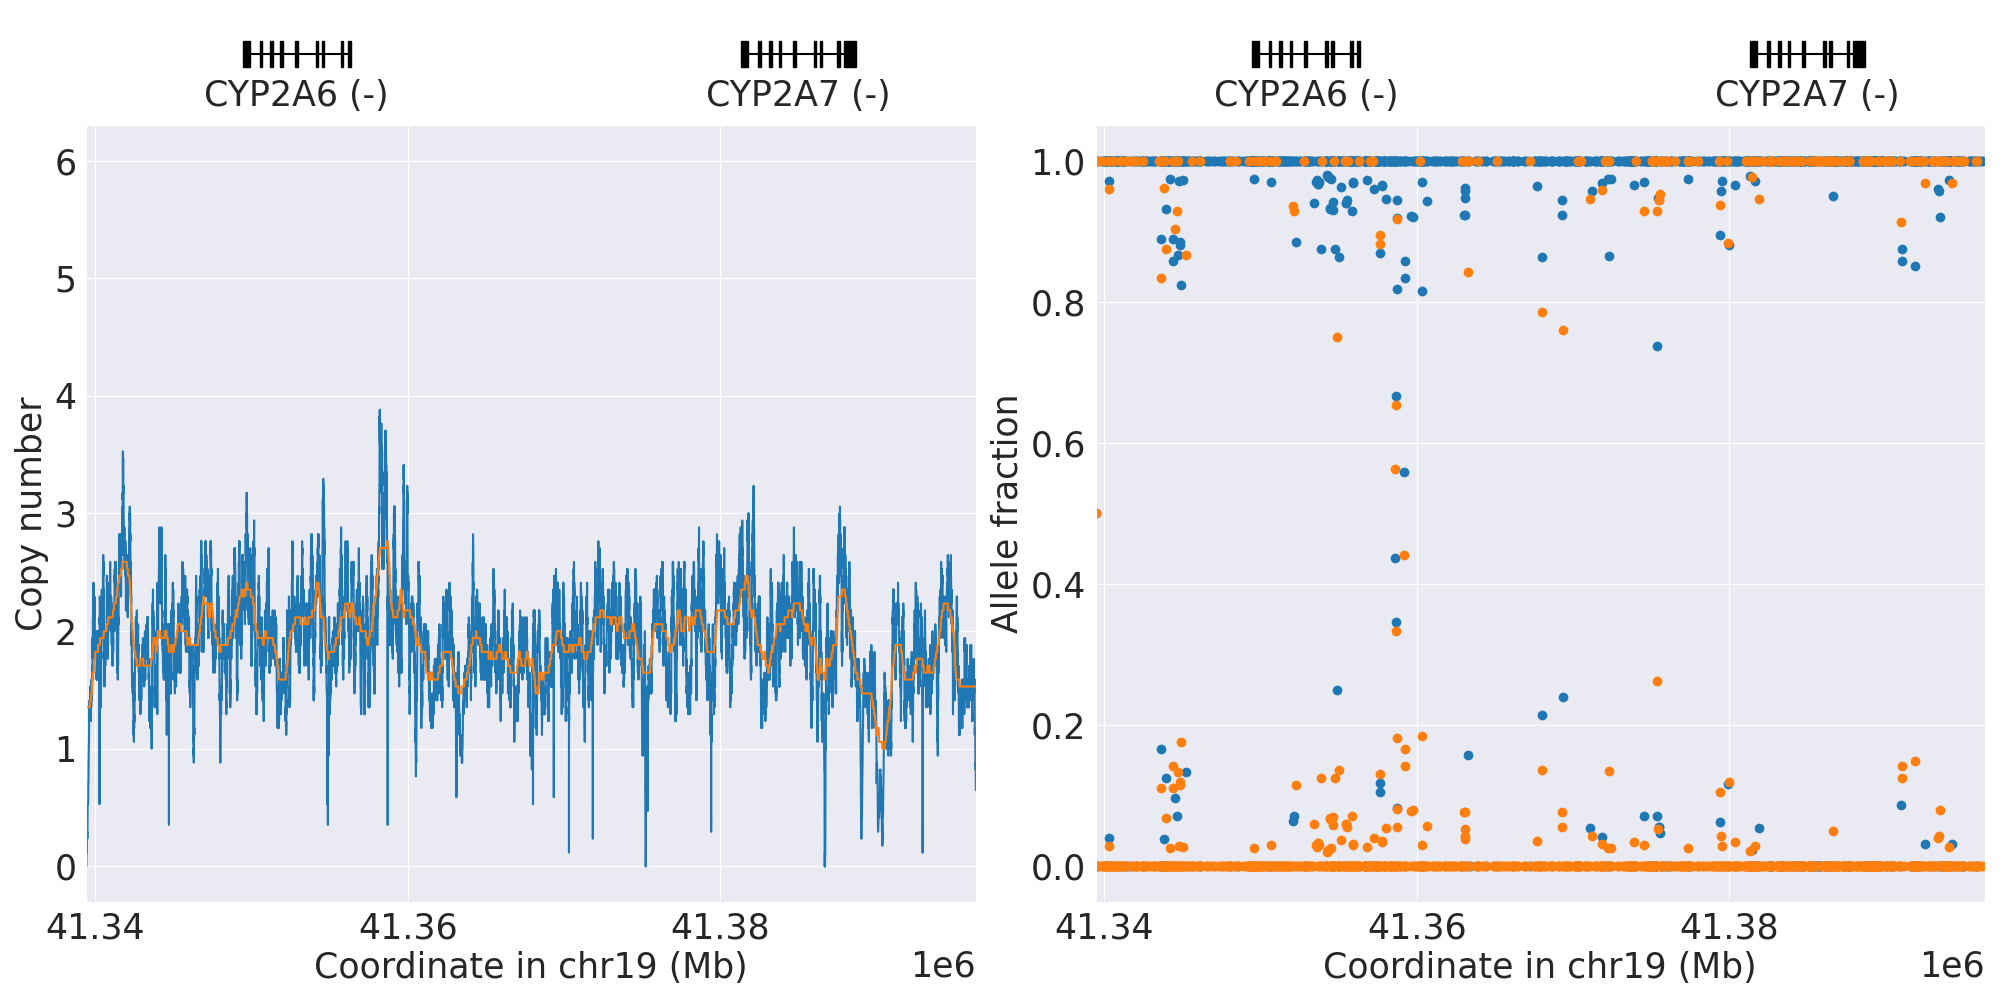 CYP2A6 (-) CYP2A7 (-)
Copy number
6
5
4
3
2
1
0
41.34 41.36 41.38
Coordinate in chr19 (Mb) 1e6
CYP2A6 (-) CYP2A7 (-)
Allele fraction
1.0
0.8
0.6
0.4
0.2
0.0
41.34 41.36 41.38
Coordinate in chr19 (Mb) 1e6